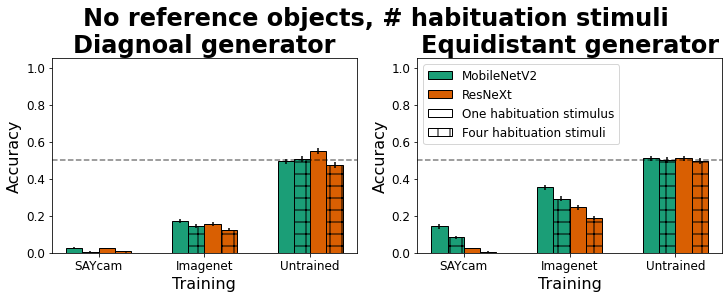 No reference objects, # habituation stimuli
Diagnoal generator
Equidistant generator
1.0
0.8
0.6
0.4
0.2
0.0
Accuracy
SAYcam
Imagenet
Untrained
Training
1.0
0.8
0.6
0.4
0.2
0.0
Accuracy
MobileNetV2
ResNeXt
One habituation stimulus
Four habituation stimuli
SAYcam
Imagenet
Untrained
Training